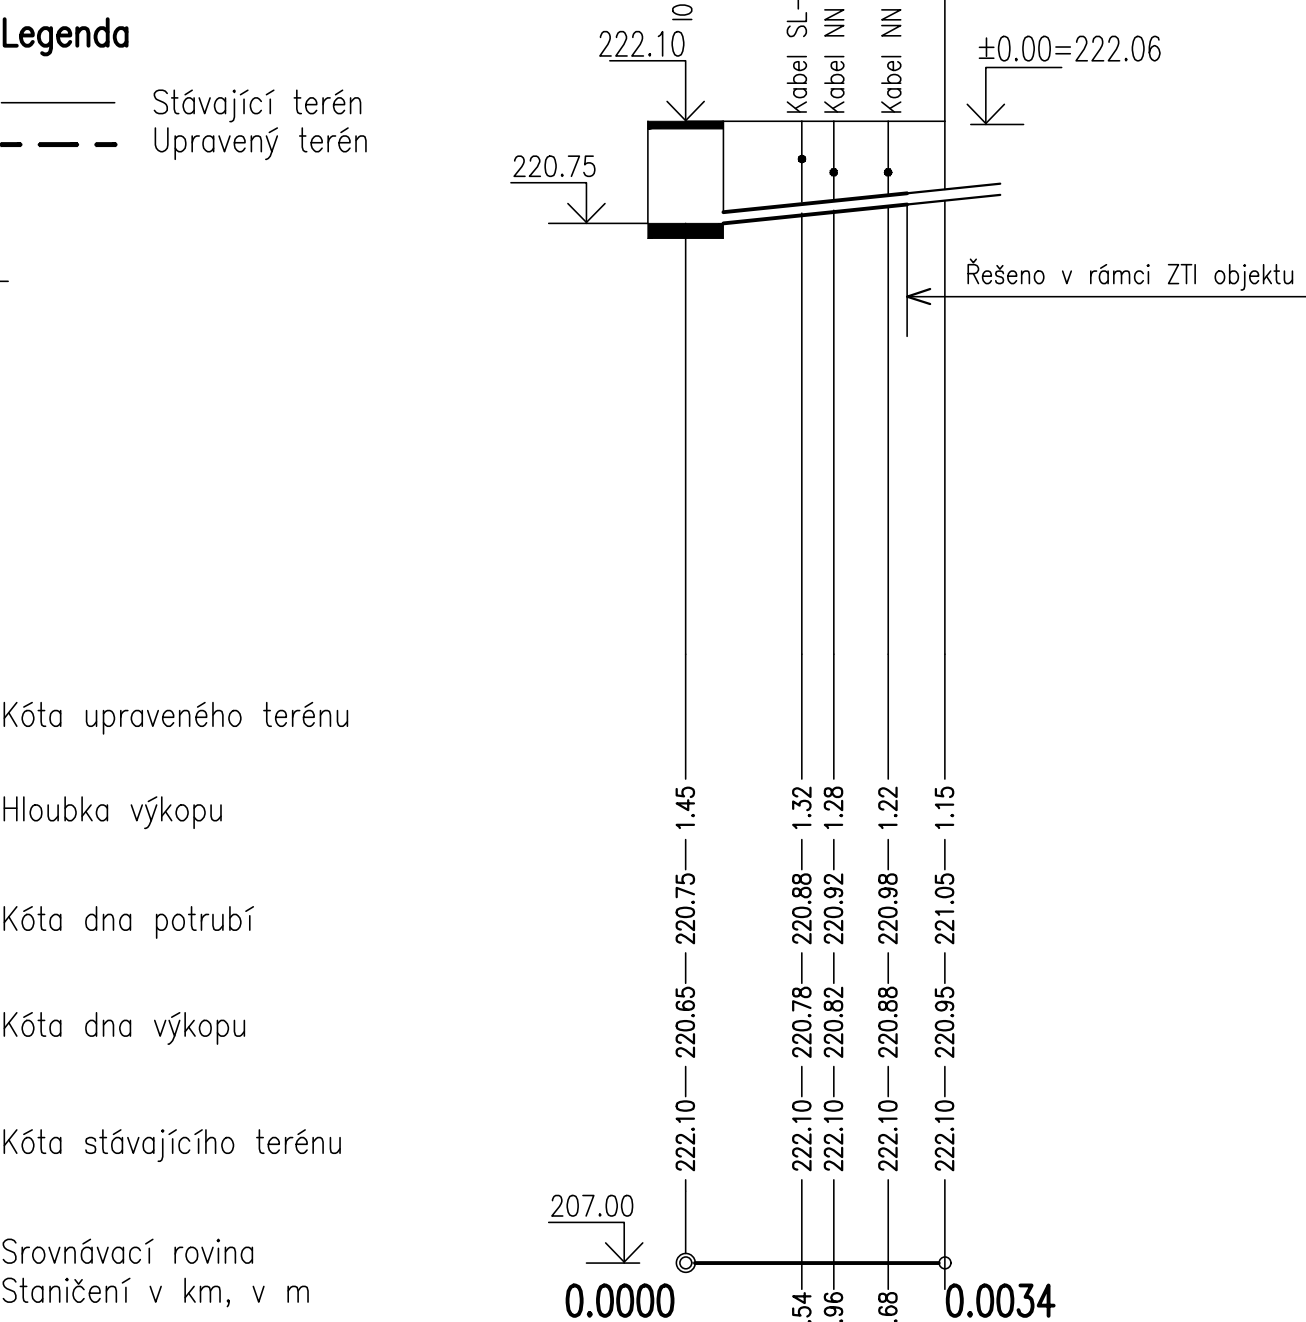 Legenda
Stávající terén
Upravený terén
222.10
Kabel SL-
Kabel NN
Kabel NN
±0.00=222.06
220.75
Řešeno v rámci ZTI objektu
Kóta upraveného terénu
Hloubka výkopu
1.45 1.32 1.28 1.22 1.15
Kóta dna potrubí
220.75 220.88 220.92 220.98 221.05
Kóta dna výkopu
220.65 220.78 220.82 220.88 220.95
Kóta stávajícího terénu
222.10 222.10 222.10 222.10 222.10
207.00
Srovnávací rovina
Staničení v km, v m
0.0000
.54 .96 .68
0.0034